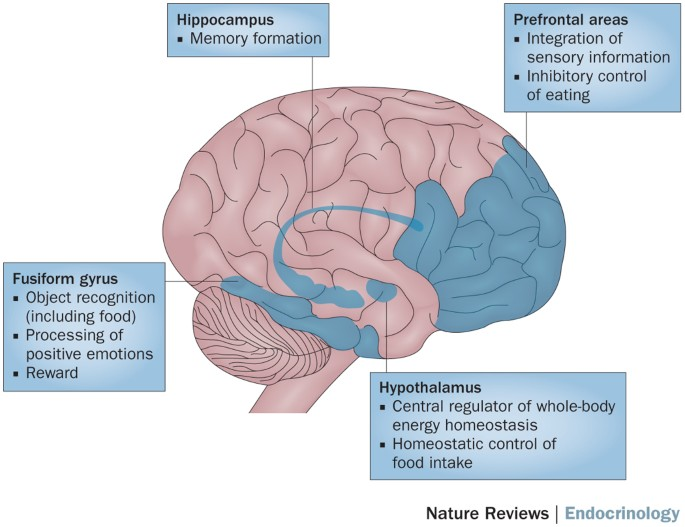 Hippocampus
▪ Memory formation
Prefrontal areas
▪ Integration of
sensory information
▪ Inhibitory control
of eating
Fusiform gyrus
▪ Object recognition
(including food)
▪ Processing of
positive emotions
▪ Reward
Hypothalamus
▪ Central regulator of whole-body
energy homeostasis
▪ Homeostatic control of
food intake
Nature Reviews | Endocrinology